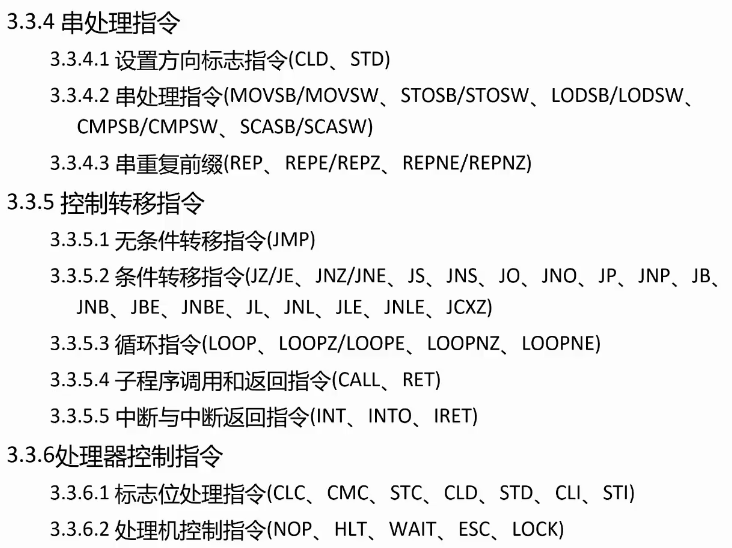 3.3.4 串处理指令
3.3.4.1 设置方向标志指令(CLD、STD)
3.3.4.2 串处理指令(MOVSB/MOVSW、STOSB/STOSW、LODSB/LODSW、
CMPSB/CMPSW、SCASB/SCASW)
3.3.4.3 串重复前缀(REP、REPE/REPZ、REPNE/REPNZ)
3.3.5 控制转移指令
3.3.5.1 无条件转移指令(JMP)
3.3.5.2 条件转移指令(JZ/JE、JNZ/JNE、JS、JNS、JO、JNO、JP、JNP、JB、
JNB、JBE、JNBE、JL、JNL、JLE、JNLE、JCXZ)
3.3.5.3 循环指令(LOOP、LOOPZ/LOOPE、LOOPNZ、LOOPNE)
3.3.5.4 子程序调用和返回指令(CALL、RET)
3.3.5.5 中断与中断返回指令(INT、INTO、IRET)
3.3.6处理器控制指令
3.3.6.1 标志位处理指令(CLC、CMC、STC、CLD、STD、CLI、STI)
3.3.6.2 处理机控制指令(NOP、HLT、WAIT、ESC、LOCK)